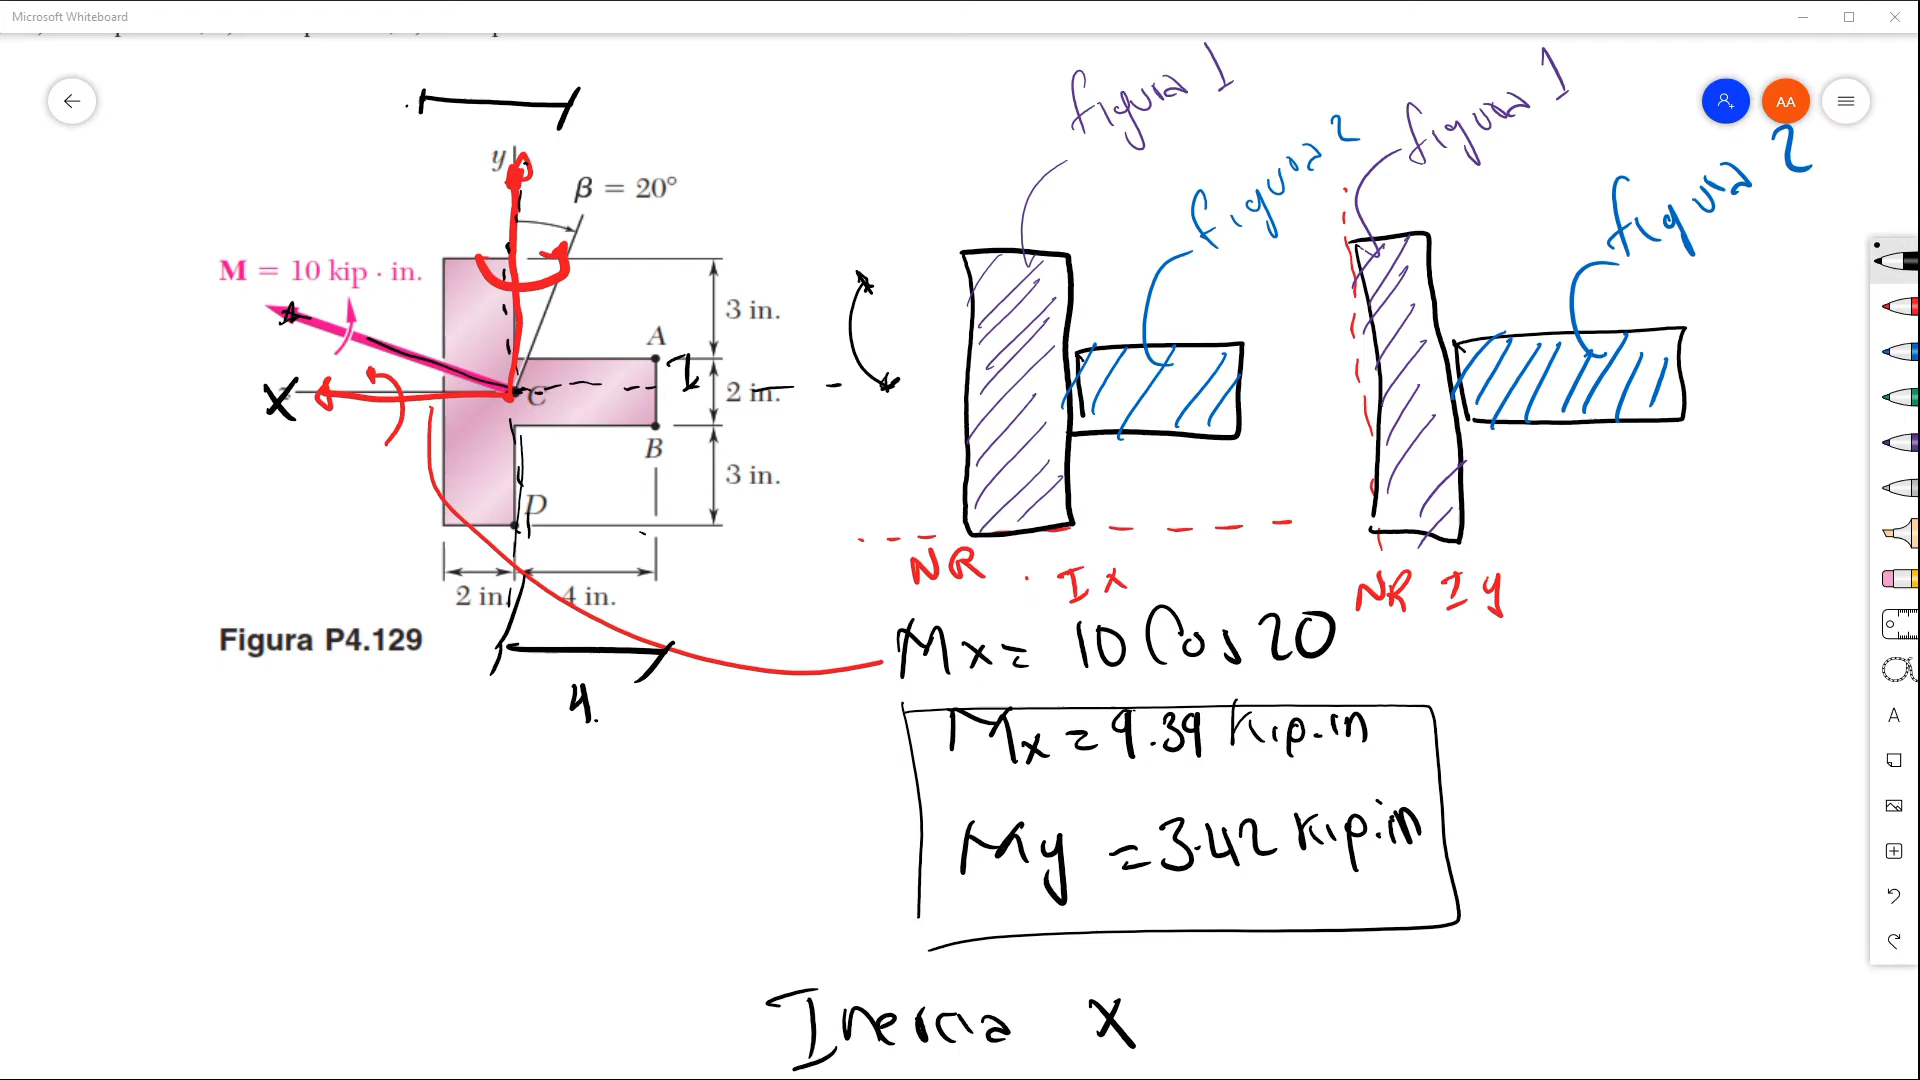 Microsoft Whiteboard
figura 1
figura 2
figura 1
figura 2
AA
y
β = 20°
M = 10 kip · in.
3 in.
A
X
C
2 in.
B
3 in.
D
2 in.
4 in.
Figura P4.129
4.
NR
Ix
NR Iy
Mx = 10 Cos 20
Mx = 9.39 Kip.in
My = 3.42 Kip.in
Inercia x
A